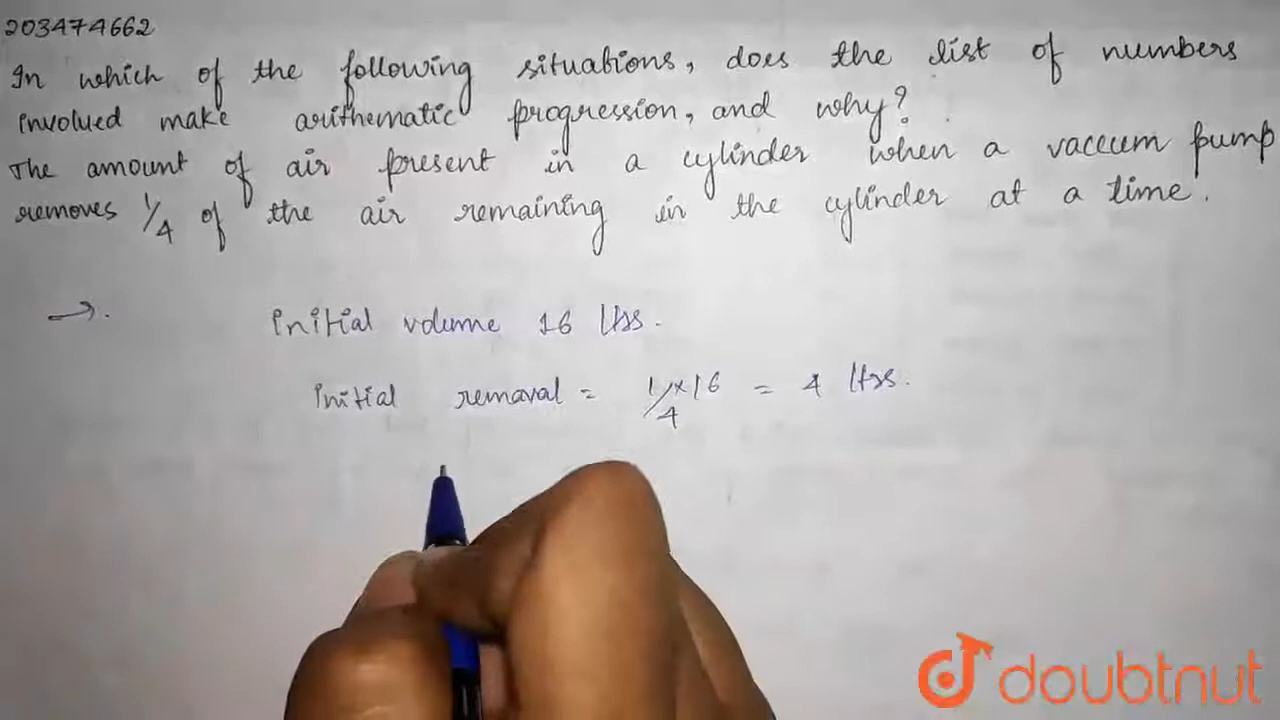 203474662
In which of the following situations, does the list of numbers
involved make arithematic progression, and why?
The amount of air present in a cylinder when a vaccum pump
removes 1/4 of the air remaining in the cylinder at a time.
→. Initial volume 16 ltrs.
Initial removal = 1/4 × 16 = 4 ltrs.
doubtnut